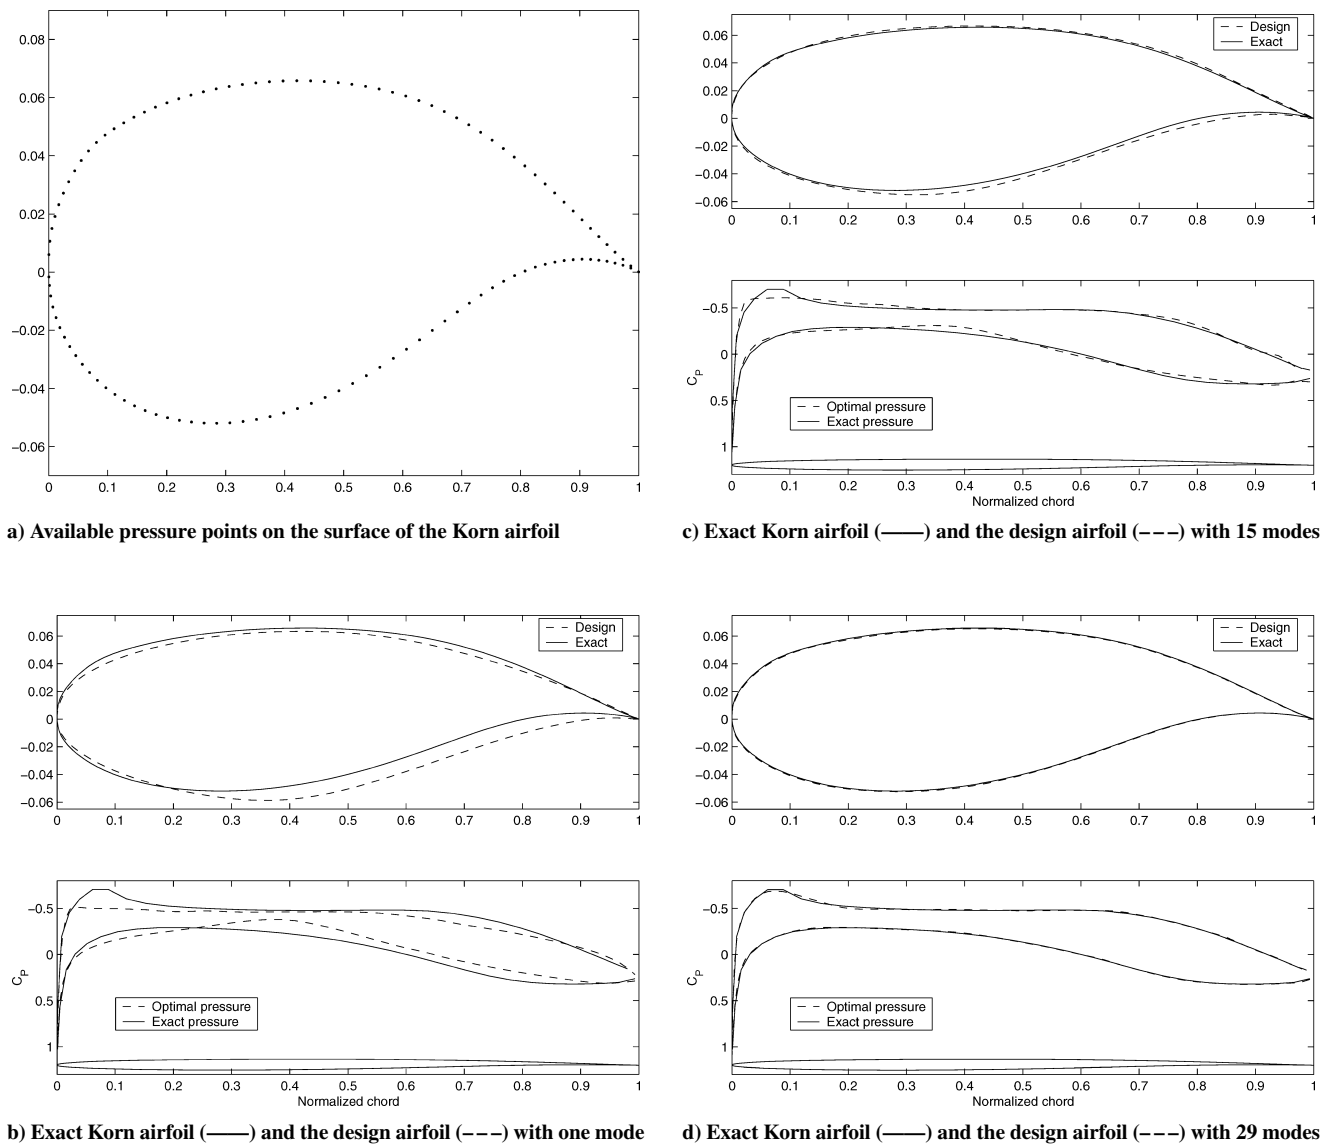 0.08
0.06
0.04
0.02
0
−0.02
−0.04
−0.06
0 0.1 0.2 0.3 0.4 0.5 0.6 0.7 0.8 0.9 1
a) Available pressure points on the surface of the Korn airfoil
0.06
0.04
0.02
0
−0.02
−0.04
−0.06
Design
Exact
0 0.1 0.2 0.3 0.4 0.5 0.6 0.7 0.8 0.9 1
−0.5
0
0.5
1
C_P
Optimal pressure
Exact pressure
0 0.1 0.2 0.3 0.4 0.5 0.6 0.7 0.8 0.9 1
Normalized chord
c) Exact Korn airfoil (——) and the design airfoil (−−−) with 15 modes
0.06
0.04
0.02
0
−0.02
−0.04
−0.06
Design
Exact
0 0.1 0.2 0.3 0.4 0.5 0.6 0.7 0.8 0.9 1
−0.5
0
0.5
1
C_P
Optimal pressure
Exact pressure
0 0.1 0.2 0.3 0.4 0.5 0.6 0.7 0.8 0.9 1
Normalized chord
b) Exact Korn airfoil (——) and the design airfoil (−−−) with one mode
0.06
0.04
0.02
0
−0.02
−0.04
−0.06
Design
Exact
0 0.1 0.2 0.3 0.4 0.5 0.6 0.7 0.8 0.9 1
−0.5
0
0.5
1
C_P
Optimal pressure
Exact pressure
0 0.1 0.2 0.3 0.4 0.5 0.6 0.7 0.8 0.9 1
Normalized chord
d) Exact Korn airfoil (——) and the design airfoil (−−−) with 29 modes